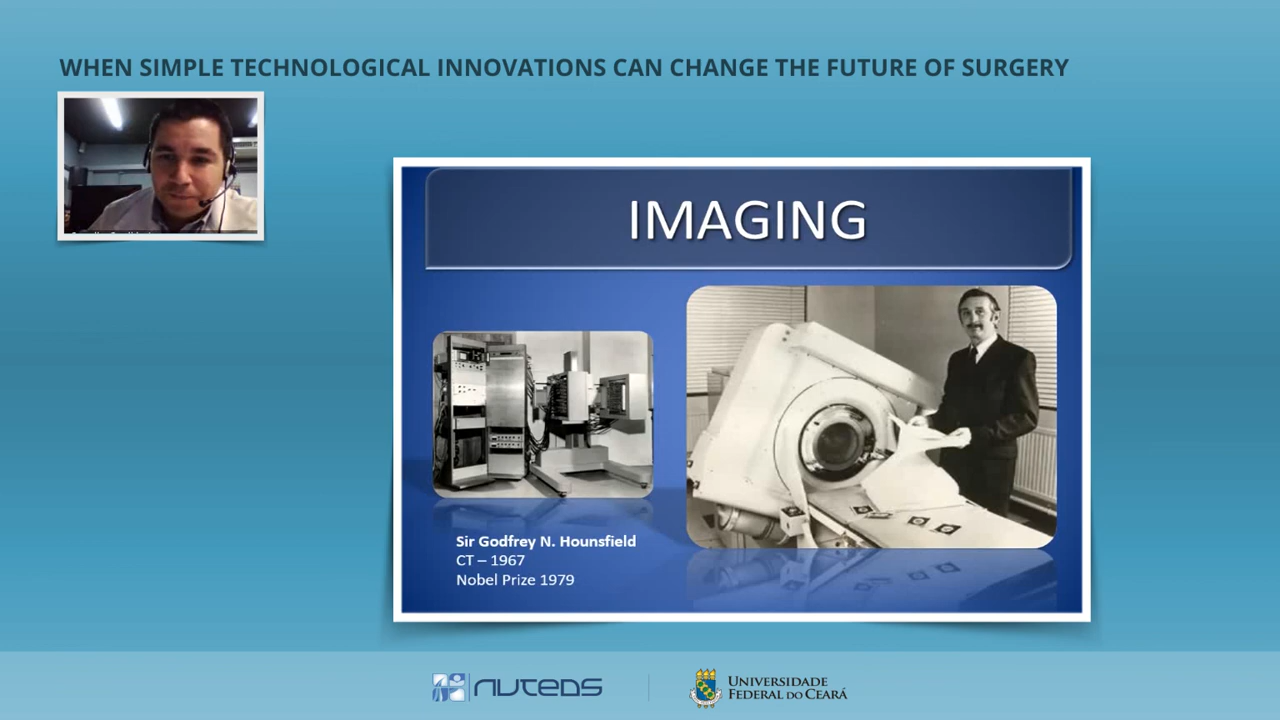 WHEN SIMPLE TECHNOLOGICAL INNOVATIONS CAN CHANGE THE FUTURE OF SURGERY
IMAGING
Sir Godfrey N. Hounsfield
CT – 1967
Nobel Prize 1979
NUTEDS
UNIVERSIDADE
FEDERAL DO CEARÁ